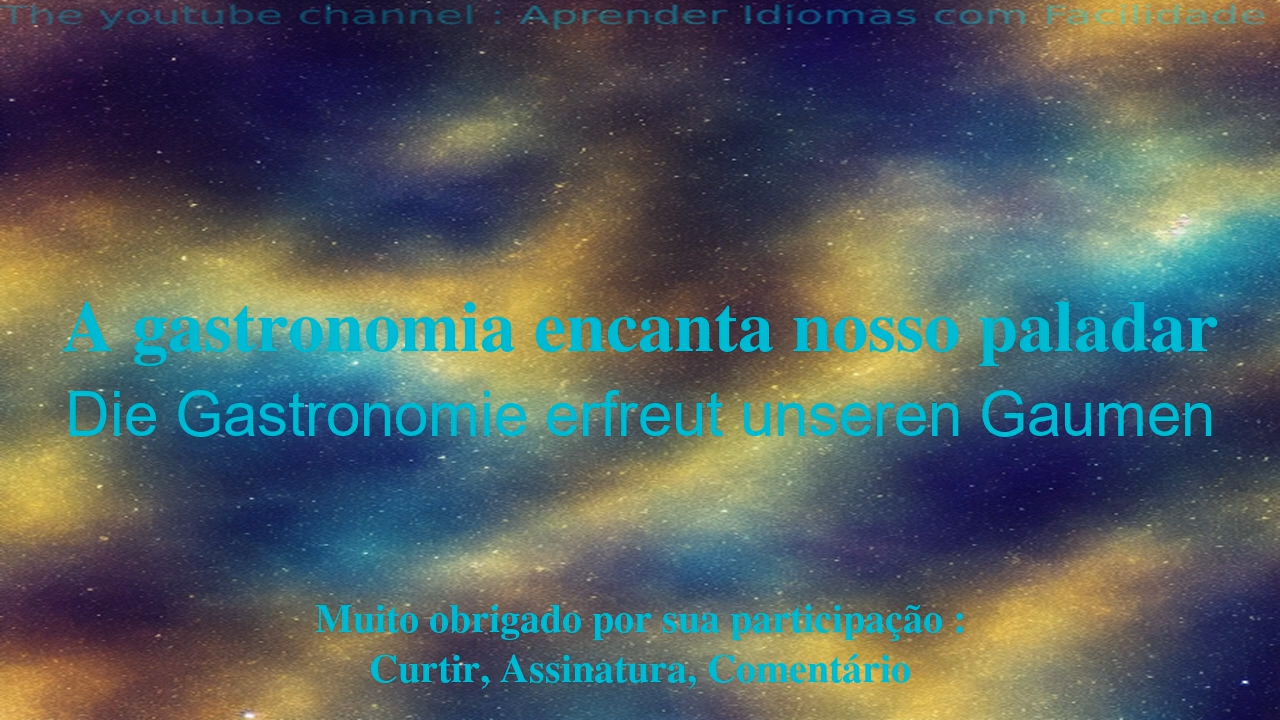 The youtube channel : Aprender Idiomas com Facilidade
A gastronomia encanta nosso paladar
Die Gastronomie erfreut unseren Gaumen
Muito obrigado por sua participação :
Curtir, Assinatura, Comentário